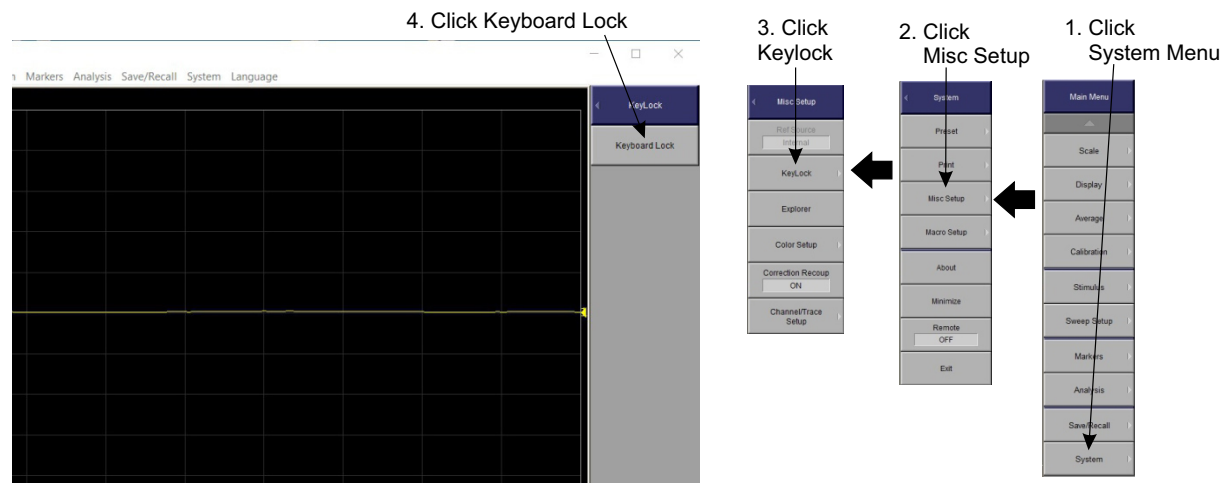 4. Click Keyboard Lock
3. Click
Keylock
2. Click
Misc Setup
1. Click
System Menu
Markers Analysis Save/Recall System Language
KeyLock
Keyboard Lock
Misc Setup
Ref Source
Internal
KeyLock
Explorer
Color Setup
Correction Recoup
ON
Channel/Trace
Setup
System
Preset
Print
Misc Setup
Macro Setup
About
Minimize
Remote
OFF
Exit
Main Menu
Scale
Display
Average
Calibration
Stimulus
Sweep Setup
Markers
Analysis
Save/Recall
System